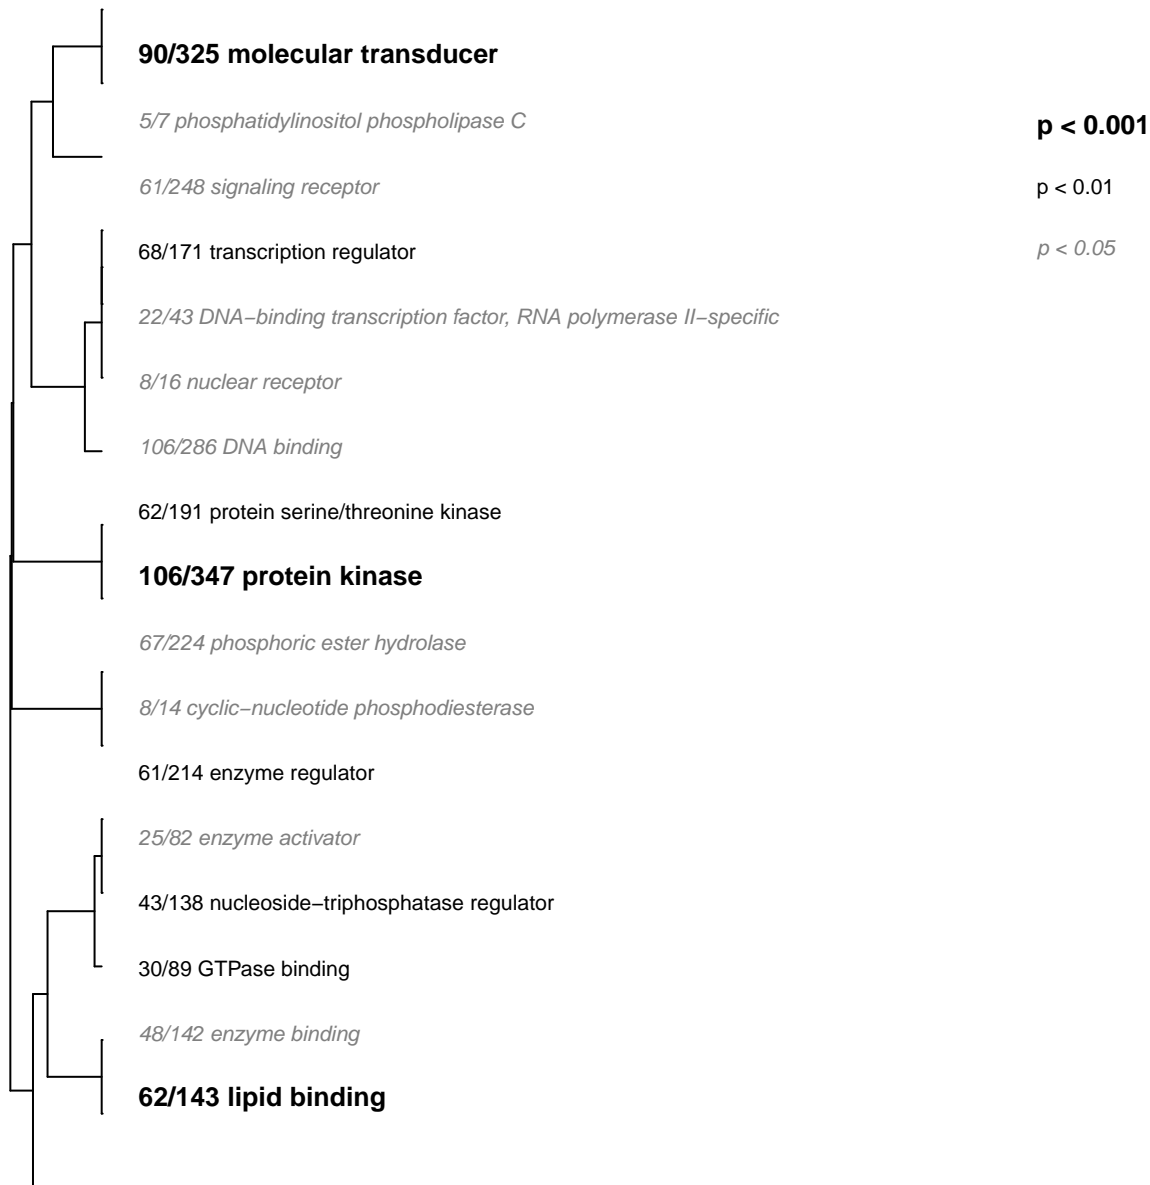 90/325 molecular transducer
5/7 phosphatidylinositol phospholipase C
p < 0.001
61/248 signaling receptor
p < 0.01
68/171 transcription regulator
p < 0.05
22/43 DNA−binding transcription factor, RNA polymerase II−specific
8/16 nuclear receptor
106/286 DNA binding
62/191 protein serine/threonine kinase
106/347 protein kinase
67/224 phosphoric ester hydrolase
8/14 cyclic−nucleotide phosphodiesterase
61/214 enzyme regulator
25/82 enzyme activator
43/138 nucleoside−triphosphatase regulator
30/89 GTPase binding
48/142 enzyme binding
62/143 lipid binding